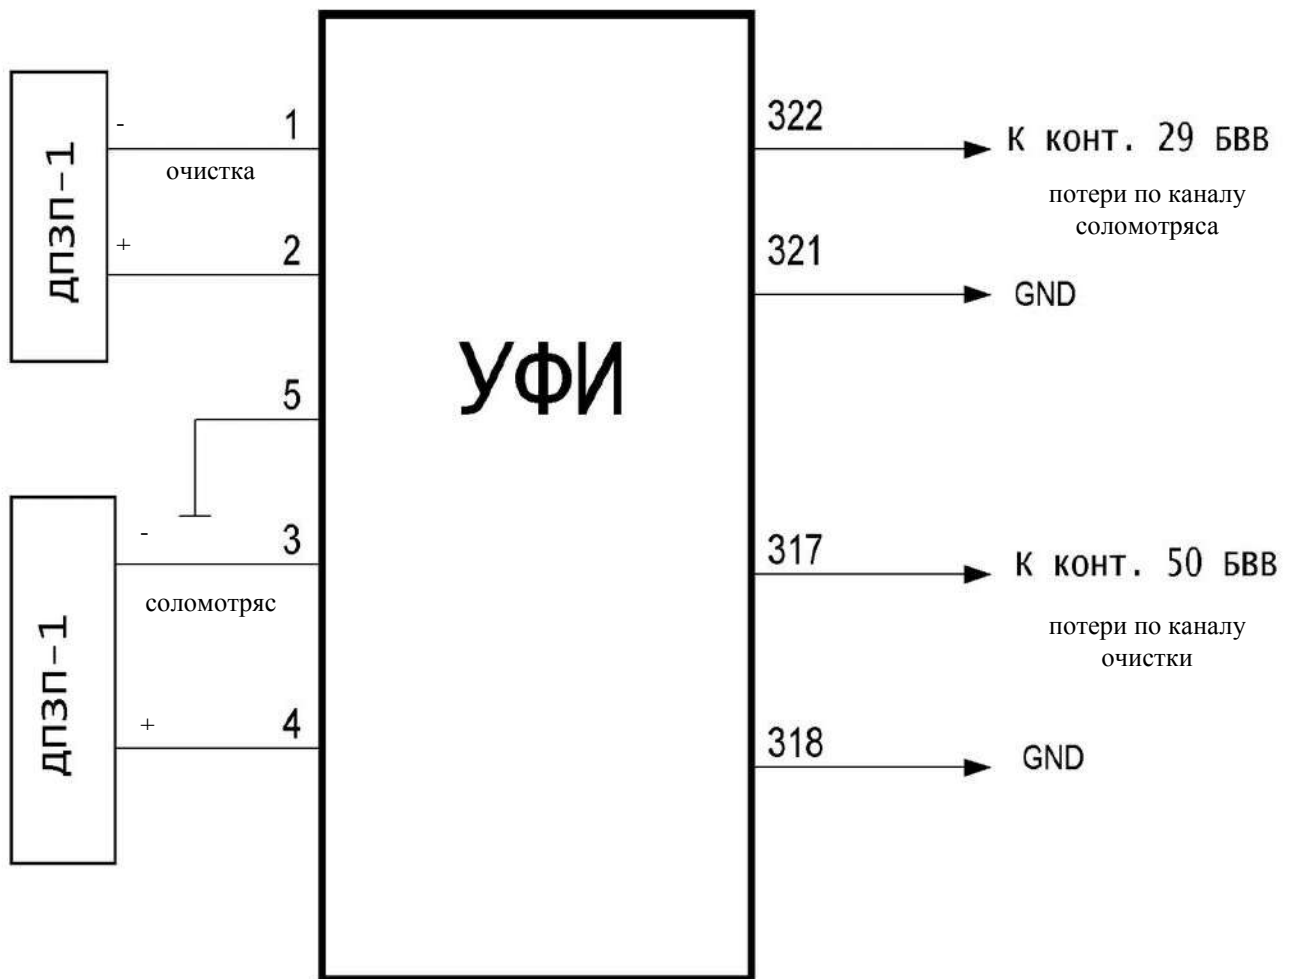 ДПЗП-1
-
1
очистка
+
2
5
ДПЗП-1
-
3
соломотряс
+
4
УФИ
322
К конт. 29 БВВ
потери по каналу
соломотряса
321
GND
317
К конт. 50 БВВ
потери по каналу
очистки
318
GND